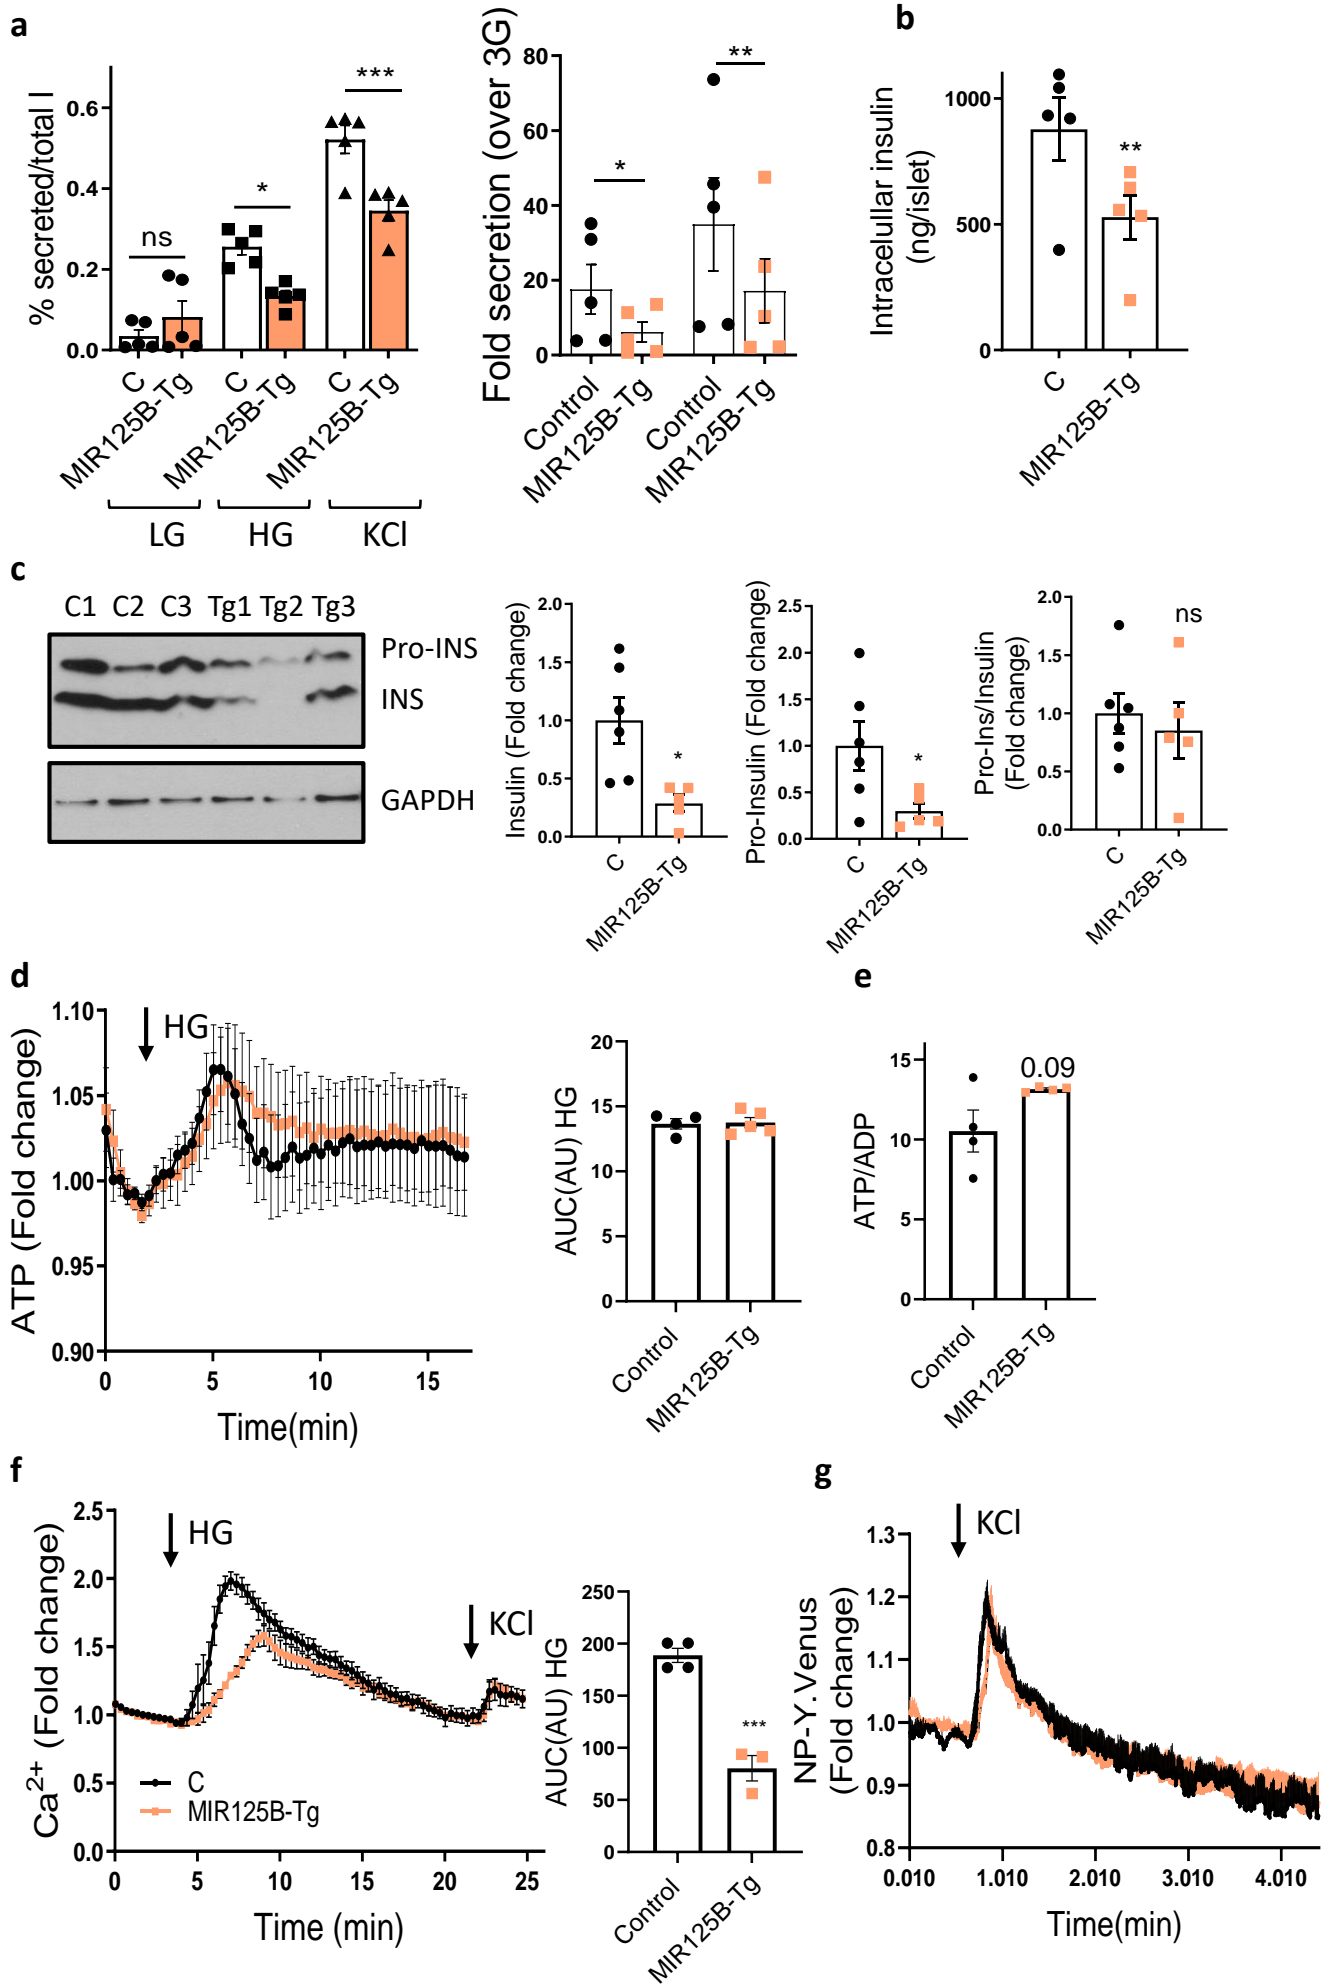 a
% secreted/total I
0.6
0.4
0.2
0.0
ns
*
***
C
MIR125B-Tg
C
MIR125B-Tg
C
MIR125B-Tg
LG
HG
KCl
Fold secretion (over 3G)
80
60
40
20
0
*
**
Control
MIR125B-Tg
Control
MIR125B-Tg
b
Intracelullar insulin
(ng/islet)
1000
500
0
**
C
MIR125B-Tg
c
C1 C2 C3 Tg1 Tg2 Tg3
Pro-INS
INS
GAPDH
Insulin (Fold change)
2.0
1.5
1.0
0.5
0.0
*
C
MIR125B-Tg
Pro-Insulin (Fold change)
2.5
2.0
1.5
1.0
0.5
0.0
*
C
MIR125B-Tg
Pro-Ins/Insulin
(Fold change)
2.0
1.5
1.0
0.5
0.0
ns
C
MIR125B-Tg
d
ATP (Fold change)
1.10
1.05
1.00
0.95
0.90
HG
0 5 10 15
Time(min)
AUC(AU) HG
20
15
10
5
0
Control
MIR125B-Tg
e
ATP/ADP
15
10
5
0
0.09
Control
MIR125B-Tg
f
Ca2+ (Fold change)
2.5
2.0
1.5
1.0
0.5
0.0
HG
KCl
C
MIR125B-Tg
0 5 10 15 20 25
Time (min)
AUC(AU) HG
250
200
150
100
50
0
***
Control
MIR125B-Tg
g
NP-Y.Venus
(Fold change)
1.3
1.2
1.1
1.0
0.9
0.8
KCl
0.010 1.010 2.010 3.010 4.010
Time(min)